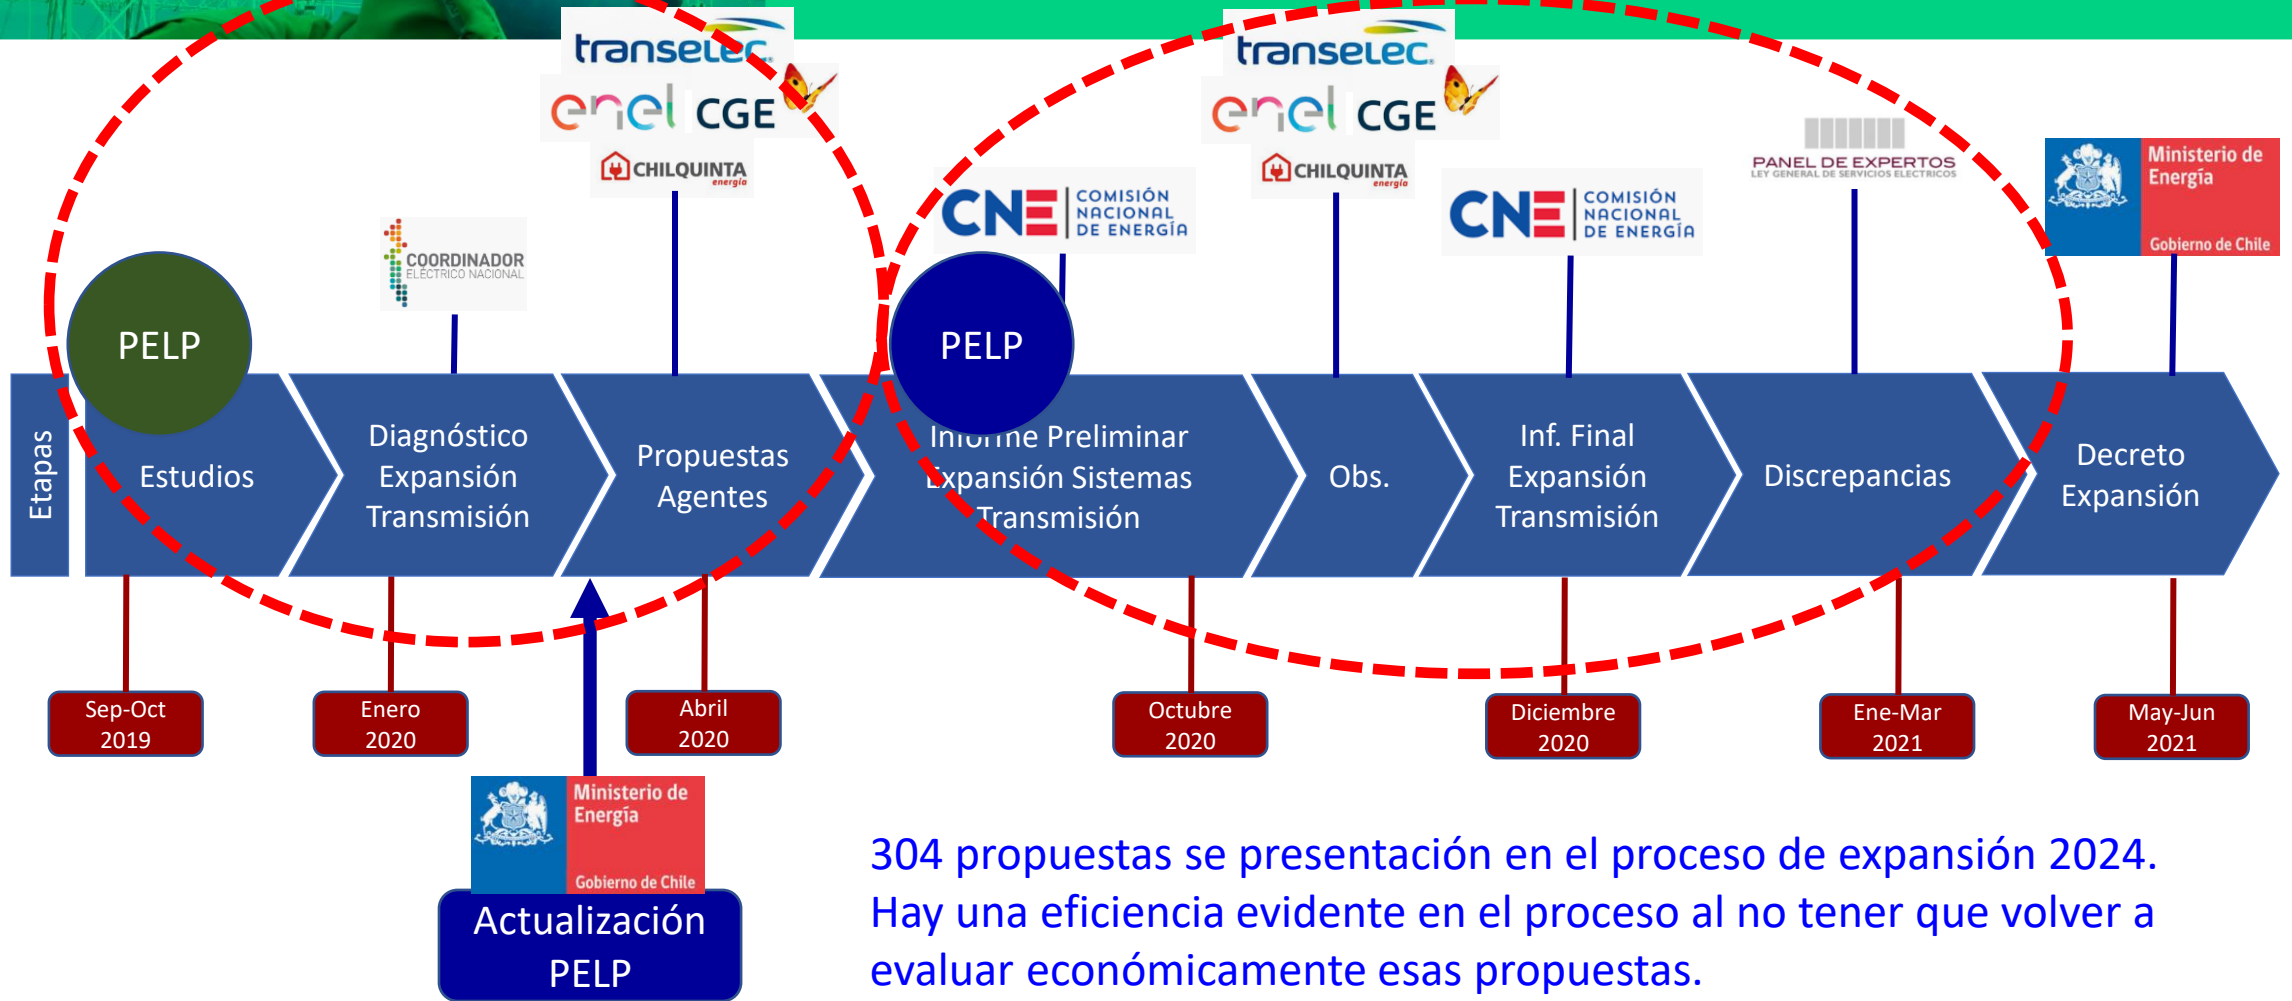 transelec
enel CGE
CHILQUINTA
energía
transelec
enel CGE
CHILQUINTA
energía
PANEL DE EXPERTOS
LEY GENERAL DE SERVICIOS ELECTRICOS
Ministerio de
Energía
Gobierno de Chile
COORDINADOR
ELÉCTRICO NACIONAL
CNE COMISIÓN
NACIONAL
DE ENERGÍA
CNE COMISIÓN
NACIONAL
DE ENERGÍA
PELP
PELP
Etapas
Estudios
Diagnóstico
Expansión
Transmisión
Propuestas
Agentes
Informe Preliminar
Expansión Sistemas
Transmisión
Obs.
Inf. Final
Expansión
Transmisión
Discrepancias
Decreto
Expansión
Sep-Oct
2019
Enero
2020
Abril
2020
Octubre
2020
Diciembre
2020
Ene-Mar
2021
May-Jun
2021
Ministerio de
Energía
Gobierno de Chile
Actualización
PELP
304 propuestas se presentación en el proceso de expansión 2024.
Hay una eficiencia evidente en el proceso al no tener que volver a
evaluar económicamente esas propuestas.